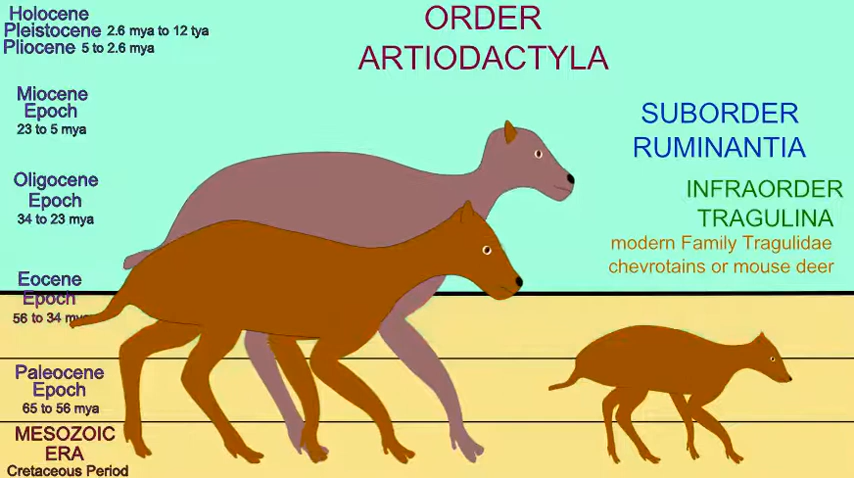 Holocene
Pleistocene 2.6 mya to 12 tya
Pliocene 5 to 2.6 mya
Miocene
Epoch
23 to 5 mya
Oligocene
Epoch
34 to 23 mya
Eocene
Epoch
56 to 34 mya
Paleocene
Epoch
65 to 56 mya
MESOZOIC
ERA
Cretaceous Period
ORDER
ARTIODACTYLA
SUBORDER
RUMINANTIA
INFRAORDER
TRAGULINA
modern Family Tragulidae
chevrotains or mouse deer